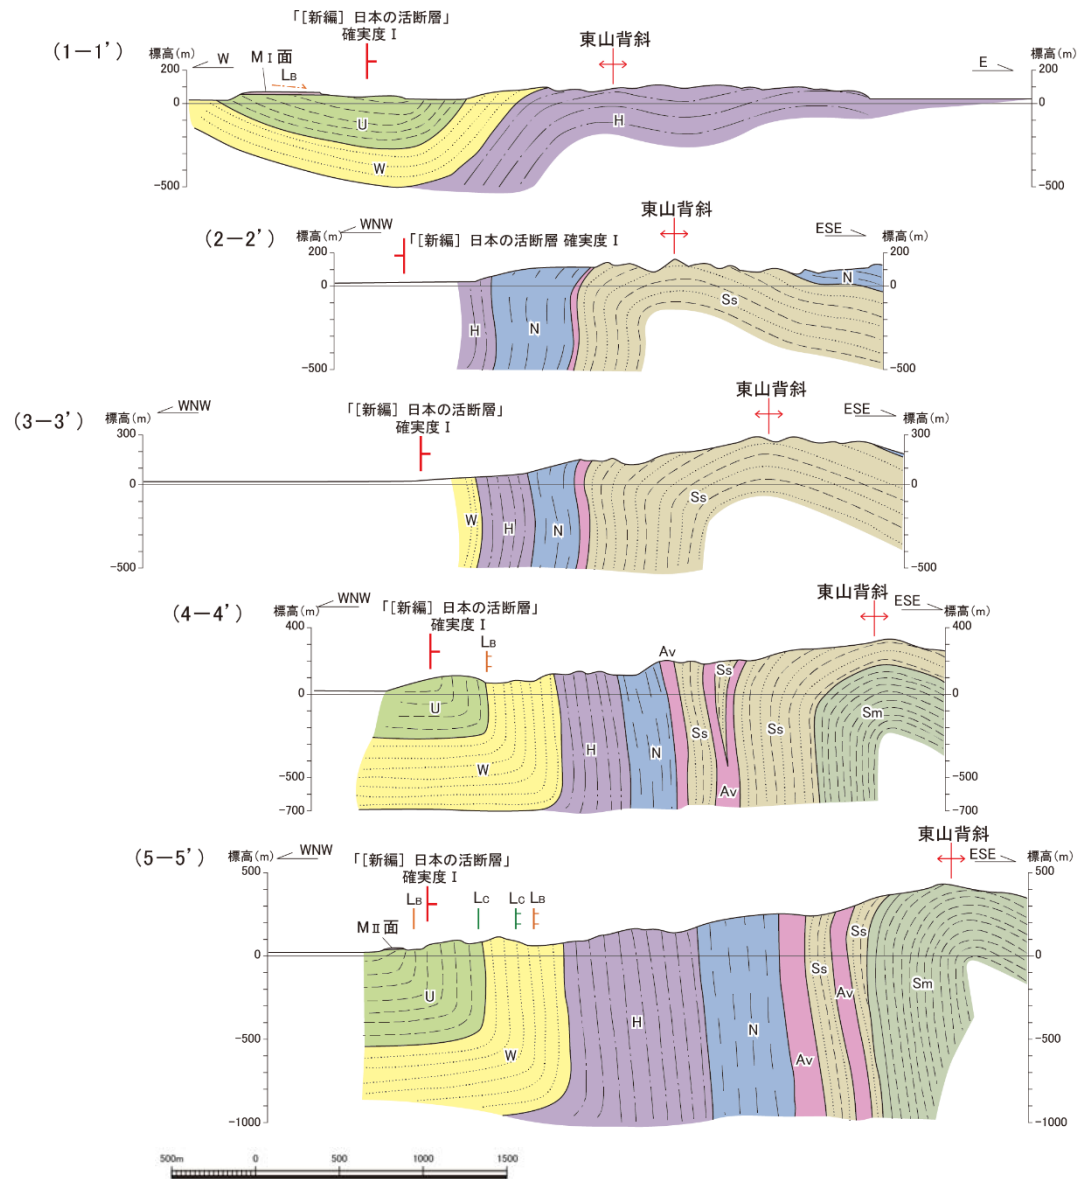 「[新編] 日本の活断層」
確実度Ⅰ
(1−1’)
東山背斜
標高(m)
W
MⅠ面
LB
E
標高(m)
200
0
−500
200
0
−500
U
W
H
(2−2’)
東山背斜
標高(m)
WNW
「[新編] 日本の活断層 確実度Ⅰ
ESE
標高(m)
200
0
−500
200
0
−500
H
N
Ss
N
(3−3’)
東山背斜
標高(m)
WNW
「[新編] 日本の活断層」
確実度Ⅰ
ESE
標高(m)
300
0
−500
300
0
−500
W
H
N
Ss
(4−4’)
東山背斜
標高(m)
WNW
「[新編] 日本の活断層」
確実度Ⅰ
LB
ESE
標高(m)
400
0
−500
−700
400
0
−500
−700
U
W
H
N
Av
Ss
Ss
Av
Ss
Sm
(5−5’)
東山背斜
標高(m)
WNW
「[新編] 日本の活断層」
確実度Ⅰ
LB
LC
LC
LB
MⅡ面
ESE
標高(m)
500
0
−500
−1000
500
0
−500
−1000
U
W
H
N
Av
Ss
Av
Ss
Sm
500m
0
500
1000
1500